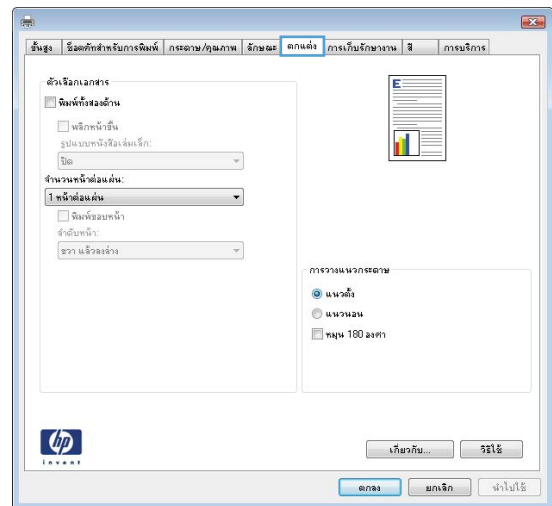 ขั้นสูง ช็อตคัทสำหรับการพิมพ์ กระดาษ/คุณภาพ ลักษณะ ตกแต่ง การเก็บรักษางาน สี การบริการ
ตัวเลือกเอกสาร
พิมพ์ทั้งสองด้าน
พลิกหน้าขึ้น
รูปแบบหนังสือเล่มเล็ก:
ปิด
จำนวนหน้าต่อแผ่น:
1 หน้าต่อแผ่น
พิมพ์ขอบหน้า
ลำดับหน้า:
ขวา แล้วลงล่าง
E
การวางแนวกระดาษ
แนวตั้ง
แนวนอน
หมุน 180 องศา
hp
invent
เกี่ยวกับ... วิธีใช้
ตกลง ยกเลิก นำไปใช้